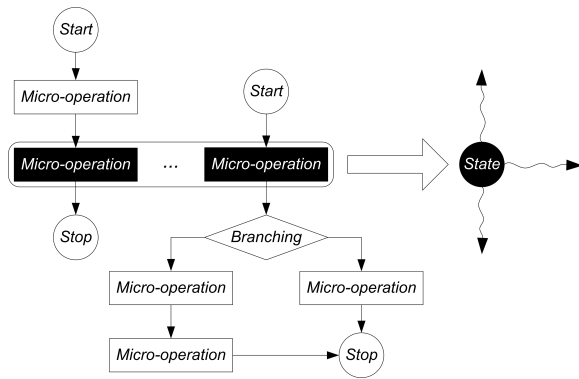 Start
Micro-operation
Start
Micro-operation
...
Micro-operation
State
Stop
Branching
Micro-operation
Micro-operation
Micro-operation
Stop